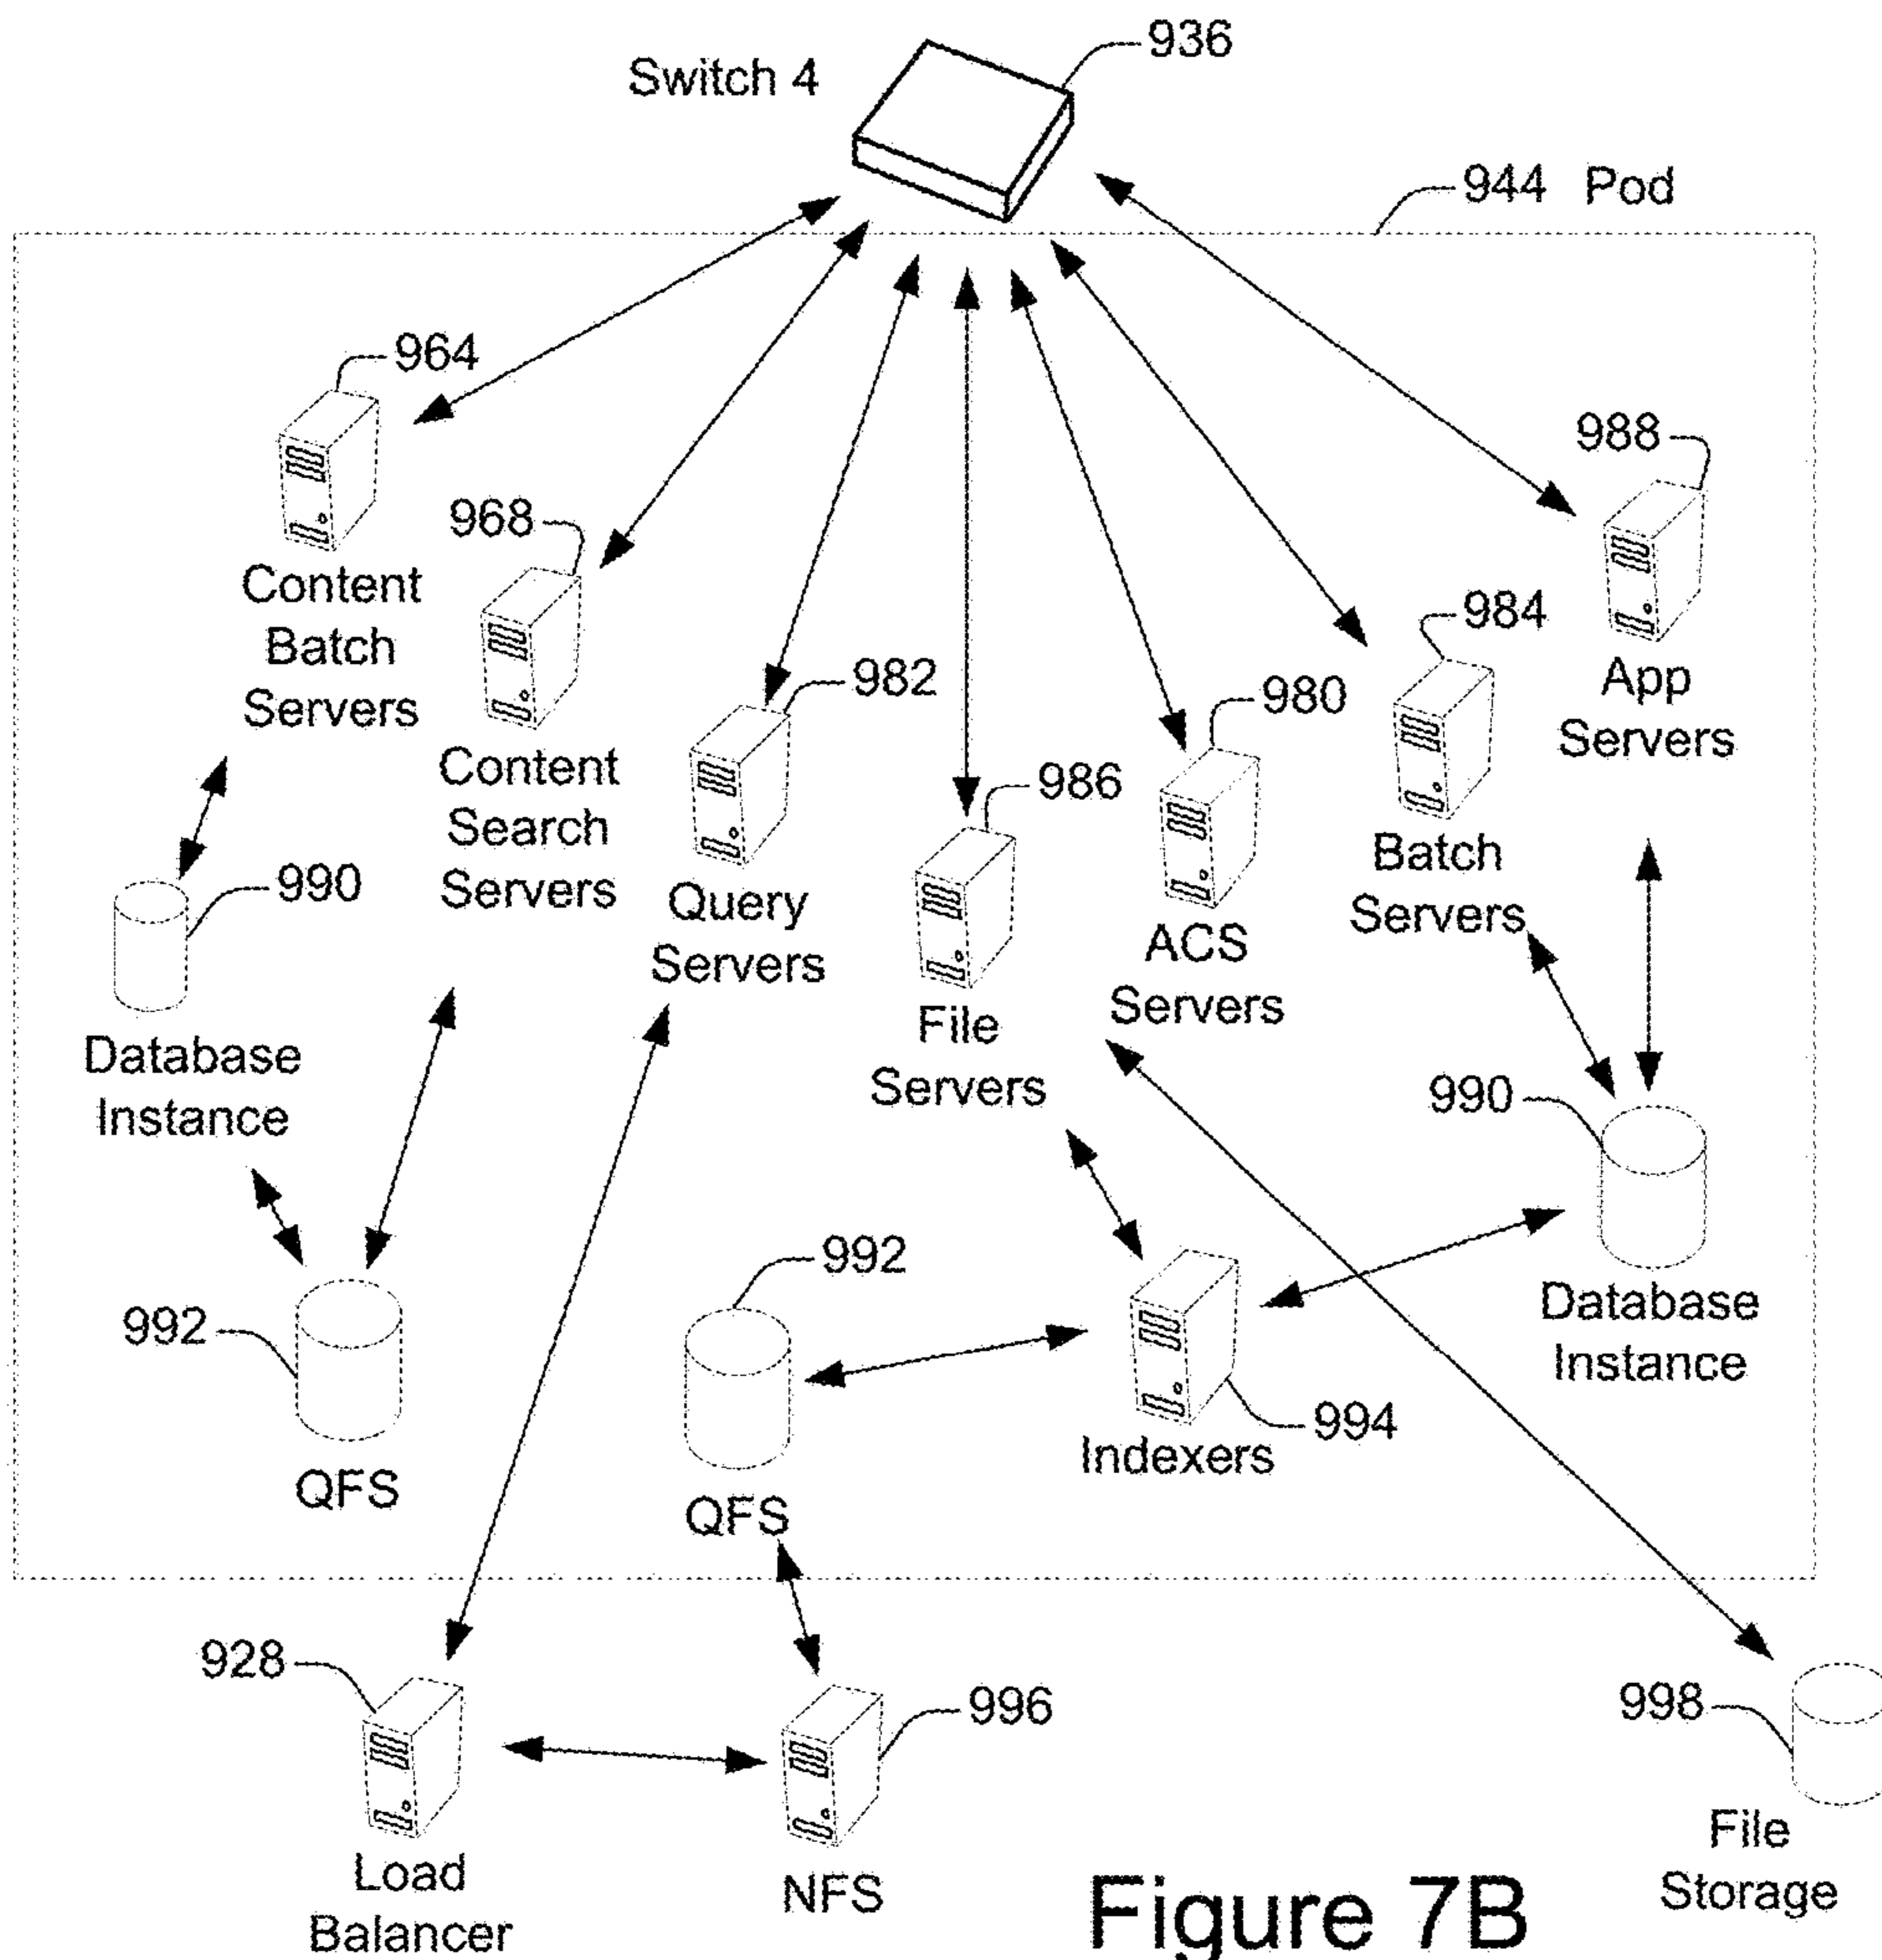 936
Switch 4
944 Pod
964
988
968
Content
Batch
Servers
984
982
App
Servers
980
Content
Search
Servers
986
Batch
Servers
990
Query
Servers
ACS
Servers
File
Servers
Database
Instance
990
992
992
Database
Instance
994
Indexers
QFS
QFS
928
996
998
Load
Balancer
NFS
File
Storage
Figure 7B